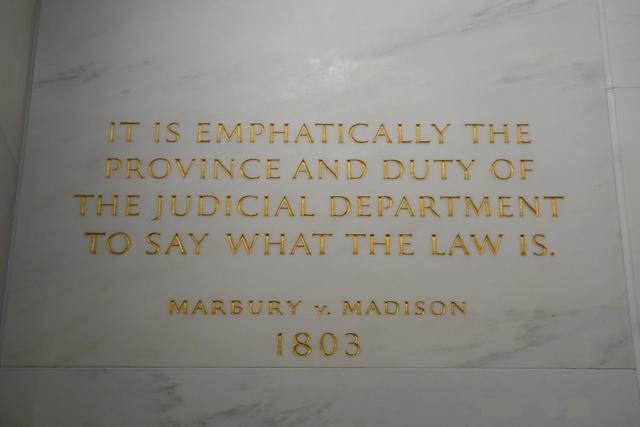 IT IS EMPHATICALLY THE
PROVINCE AND DUTY OF
THE JUDICIAL DEPARTMENT
TO SAY WHAT THE LAW IS.
MARBURY v. MADISON
1803